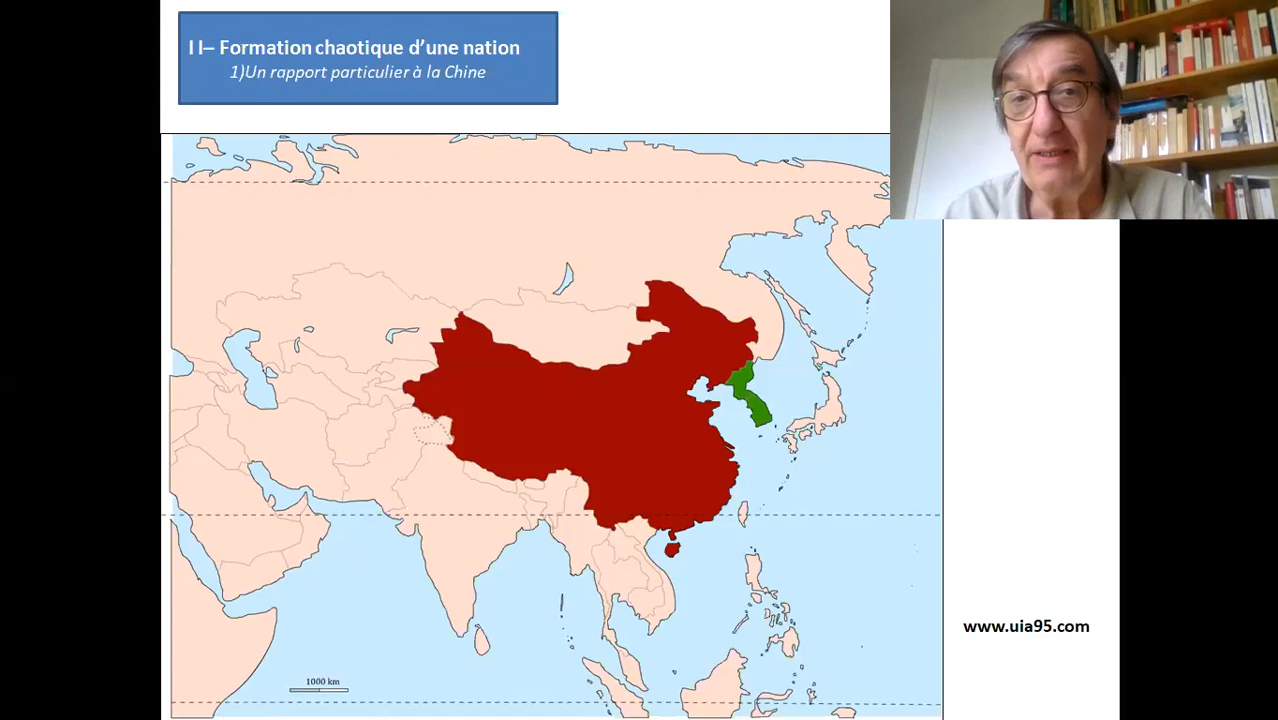 I I– Formation chaotique d’une nation
1)Un rapport particulier à la Chine
1000 km
www.uia95.com